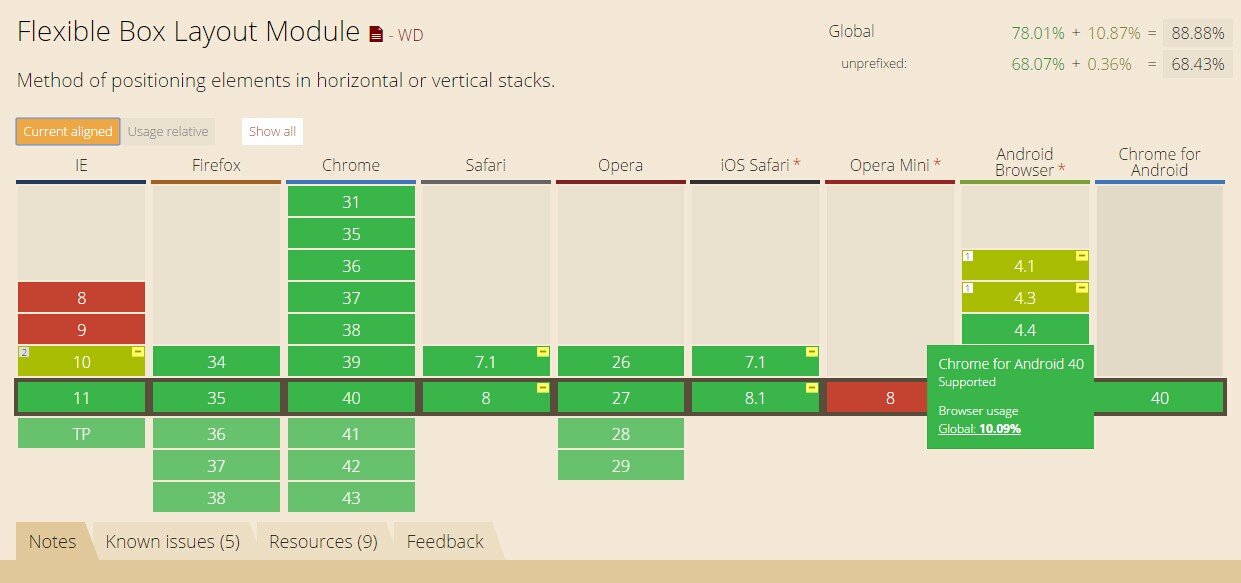 Flexible Box Layout Module - WD
Global 78.01% + 10.87% = 88.88%
unprefixed: 68.07% + 0.36% = 68.43%
Method of positioning elements in horizontal or vertical stacks.
Current aligned Usage relative Show all
IE Firefox Chrome Safari Opera iOS Safari * Opera Mini * Android Browser * Chrome for Android
31
35
36 1 4.1
8 37 1 4.3
9 38 4.4
2 10 34 39 7.1 26 7.1
11 35 40 8 27 8.1 8 40
TP 36 41 28
37 42 29
38 43
Chrome for Android 40
Supported
Browser usage
Global: 10.09%
Notes Known issues (5) Resources (9) Feedback